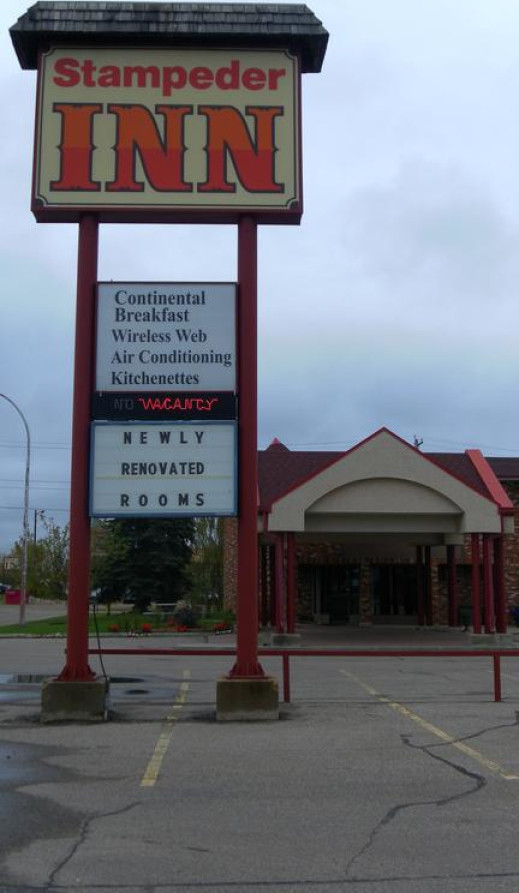 Stampeder
INN
Continental
Breakfast
Wireless Web
Air Conditioning
Kitchenettes
NO VACANCY
NEWLY
RENOVATED
ROOMS